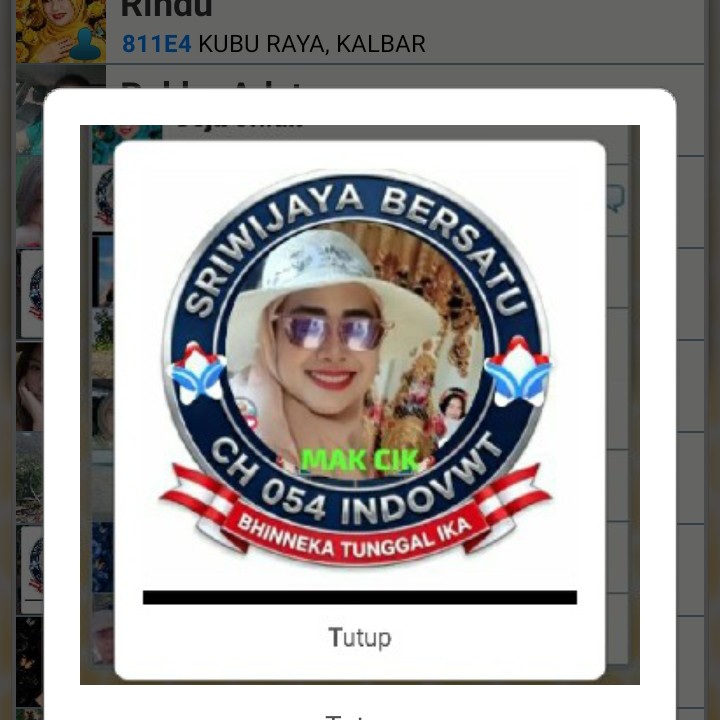 Rindu
811E4 KUBU RAYA, KALBAR
SRIWIJAYA BERSATU
MAK CIK
CH 054 INDOVWT
BHINNEKA TUNGGAL IKA
Tutup